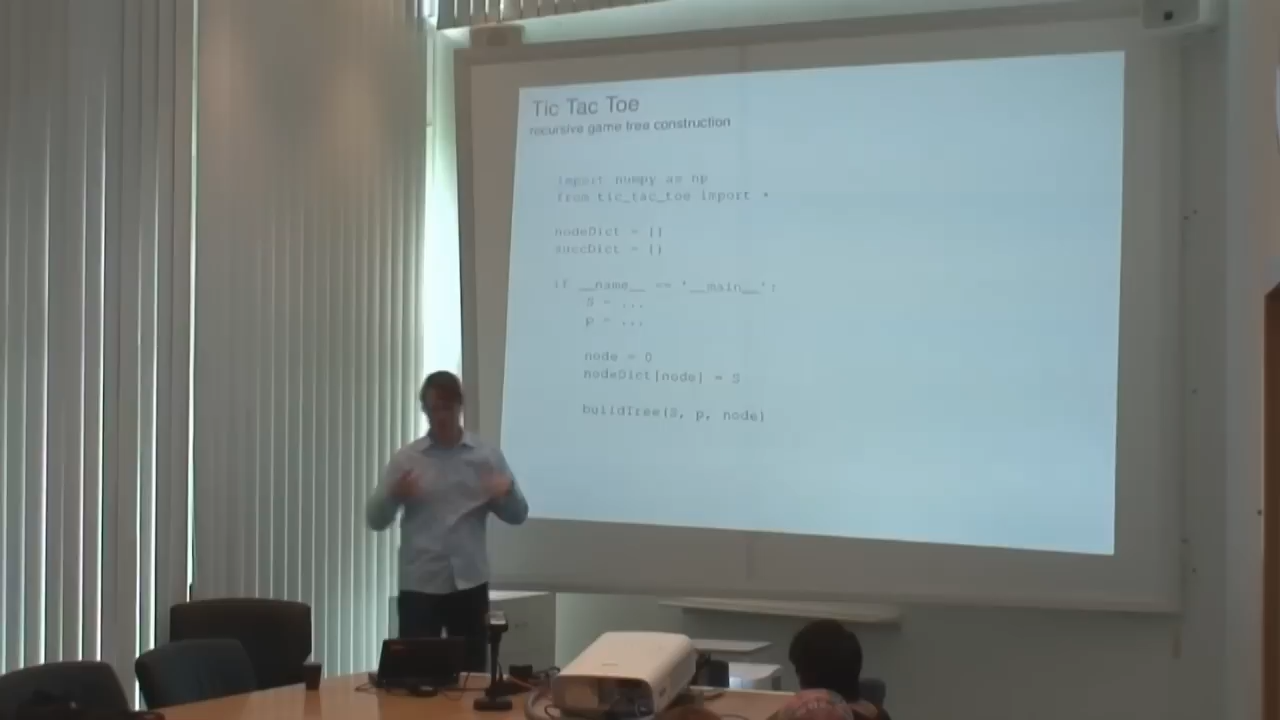 Tic Tac Toe
recursive game tree construction
import numpy as np
from tic_tac_toe import *
nodeDict = {}
succDict = {}
if __name__ == '__main__':
S = ...
p = ...
node = 0
nodeDict[node] = S
buildTree(S, p, node)